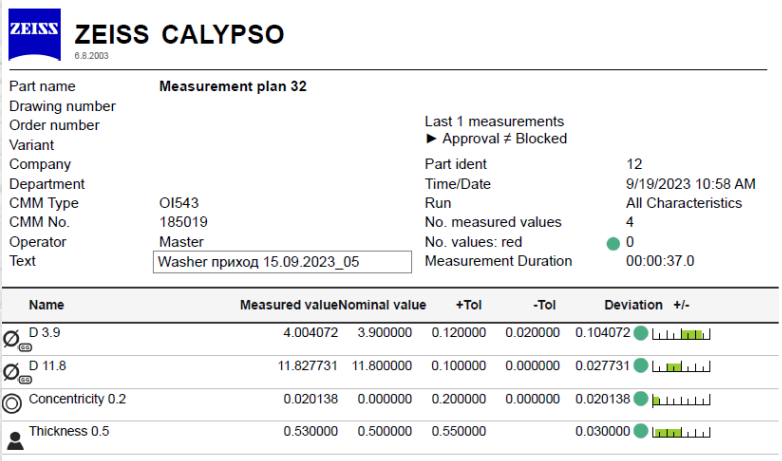 ZEISS
ZEISS CALYPSO
6.8.2003
Part name Measurement plan 32
Drawing number
Order number
Last 1 measurements
Variant
► Approval ≠ Blocked
Company
Part ident 12
Department
Time/Date 9/19/2023 10:58 AM
CMM Type OI543
Run All Characteristics
CMM No. 185019
No. measured values 4
Operator Master
No. values: red 0
Text Washer приход 15.09.2023_05
Measurement Duration 00:00:37.0
Name Measured value Nominal value +Tol -Tol Deviation +/-
D 3.9 4.004072 3.900000 0.120000 0.020000 0.104072
D 11.8 11.827731 11.800000 0.100000 0.000000 0.027731
Concentricity 0.2 0.020138 0.000000 0.200000 0.000000 0.020138
Thickness 0.5 0.530000 0.500000 0.550000 0.030000